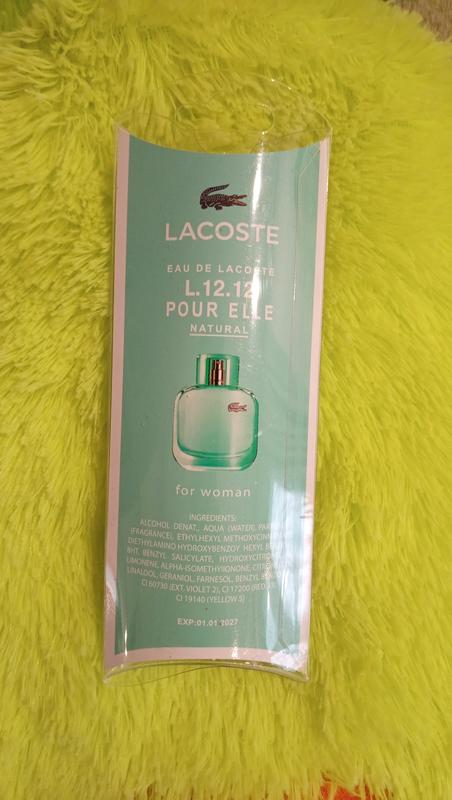 LACOSTE
EAU DE LACOSTE
L.12.12
POUR ELLE
NATURAL
for woman
INGREDIENTS:
ALCOHOL DENAT., AQUA (WATER),
(FRAGRANCE), ETHYLHEXYL
DIETHYLAMINO HYDROXYBENZOY HEXYL
BHT, BENZYL SALICYLATE,
LIMONENE, ALPHA-ISOMETHYIIONONE,
LINALOOL, GERANIOL, FARNESOL, BENZYL
CI 60730 (EXT. VIOLET 2), CI 17200
CI 19140 (YELLOW 5)
EXP:01.01.2027